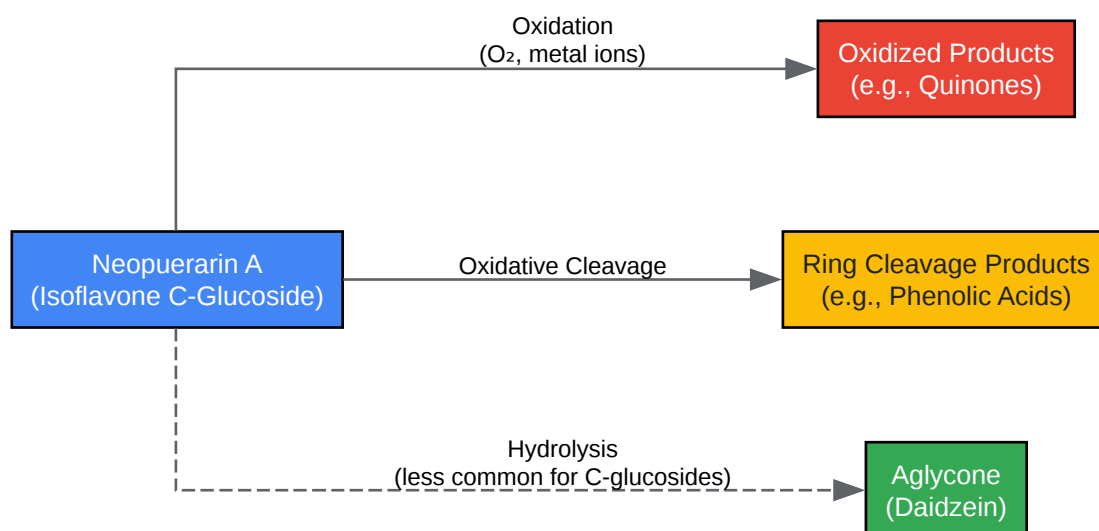 Oxidation
(O₂, metal ions)
Oxidized Products
(e.g., Quinones)
Neopuerarin A
(Isoflavone C-Glucoside)
Oxidative Cleavage
Ring Cleavage Products
(e.g., Phenolic Acids)
Hydrolysis
(less common for C-glucosides)
Aglycone
(Daidzein)